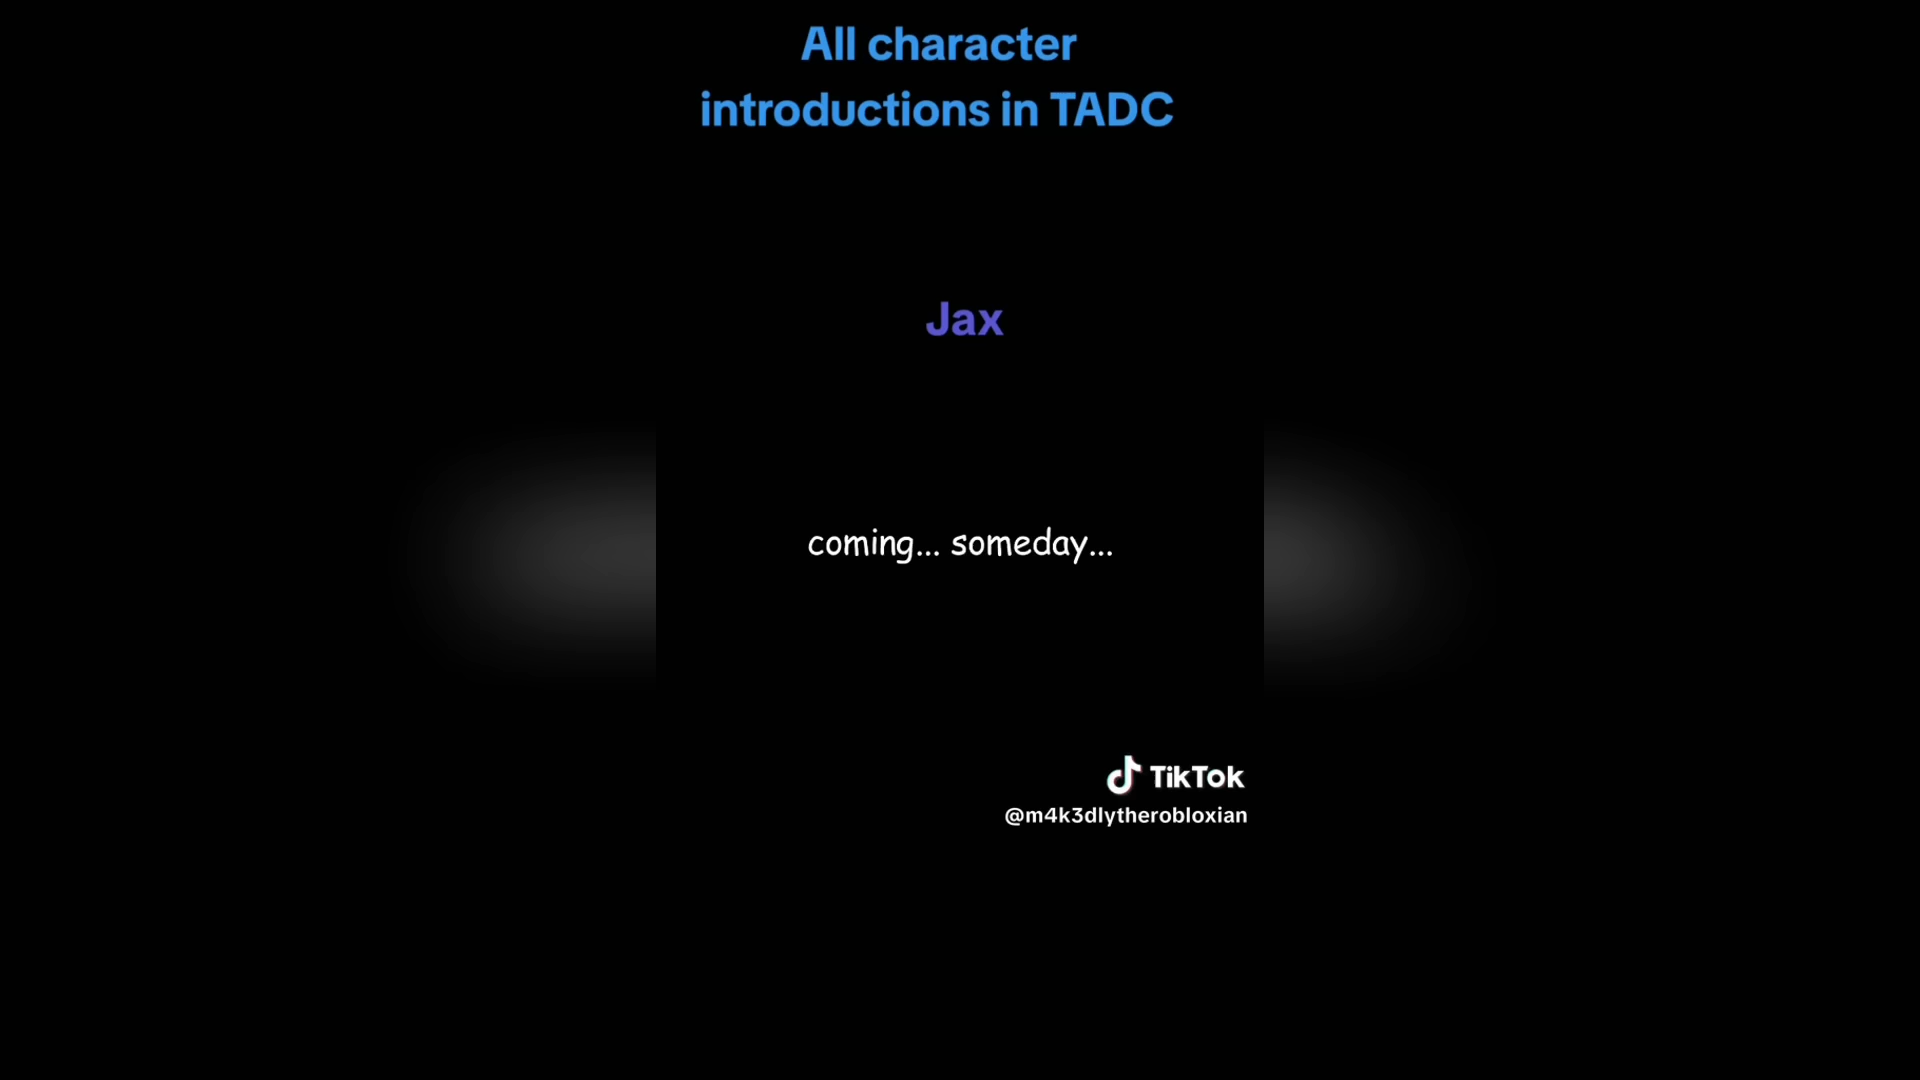 All character
introductions in TADC
Jax
coming... someday...
TikTok
@m4k3dlytherobloxian